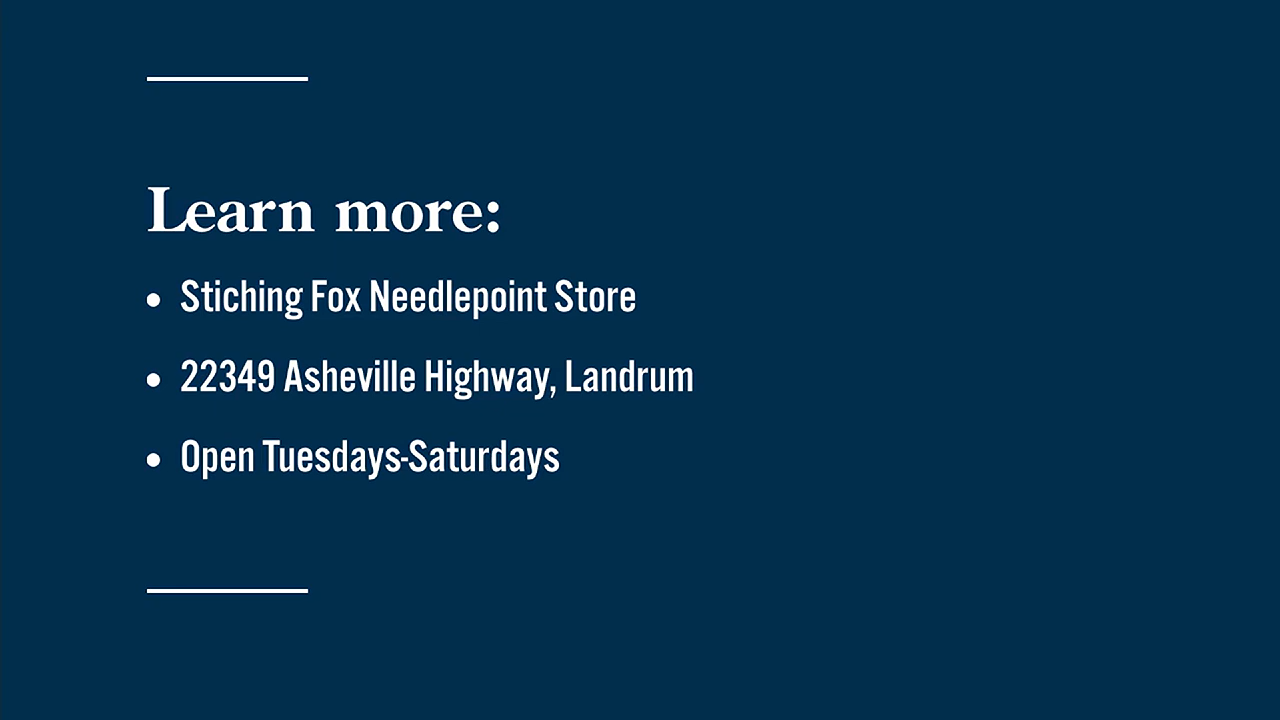 Learn more:
• Stiching Fox Needlepoint Store
• 22349 Asheville Highway, Landrum
• Open Tuesdays-Saturdays